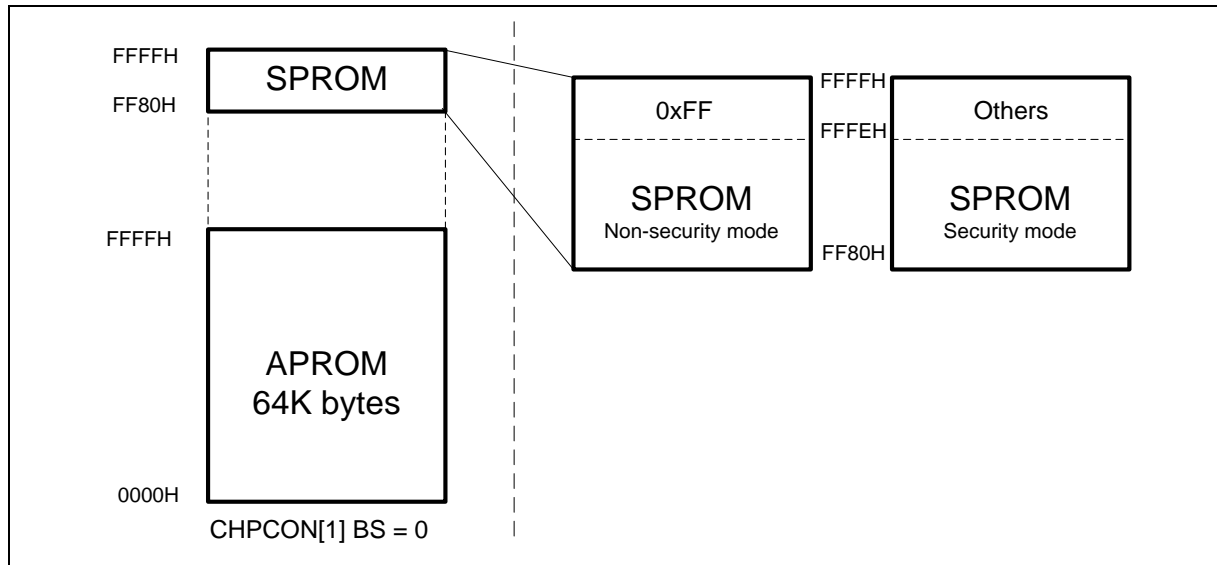 FFFFH
SPROM
FF80H
FFFFH
APROM
64K bytes
0000H
CHPCON[1] BS = 0
0xFF
SPROM
Non-security mode
FFFFH
FFFEH
FF80H
Others
SPROM
Security mode